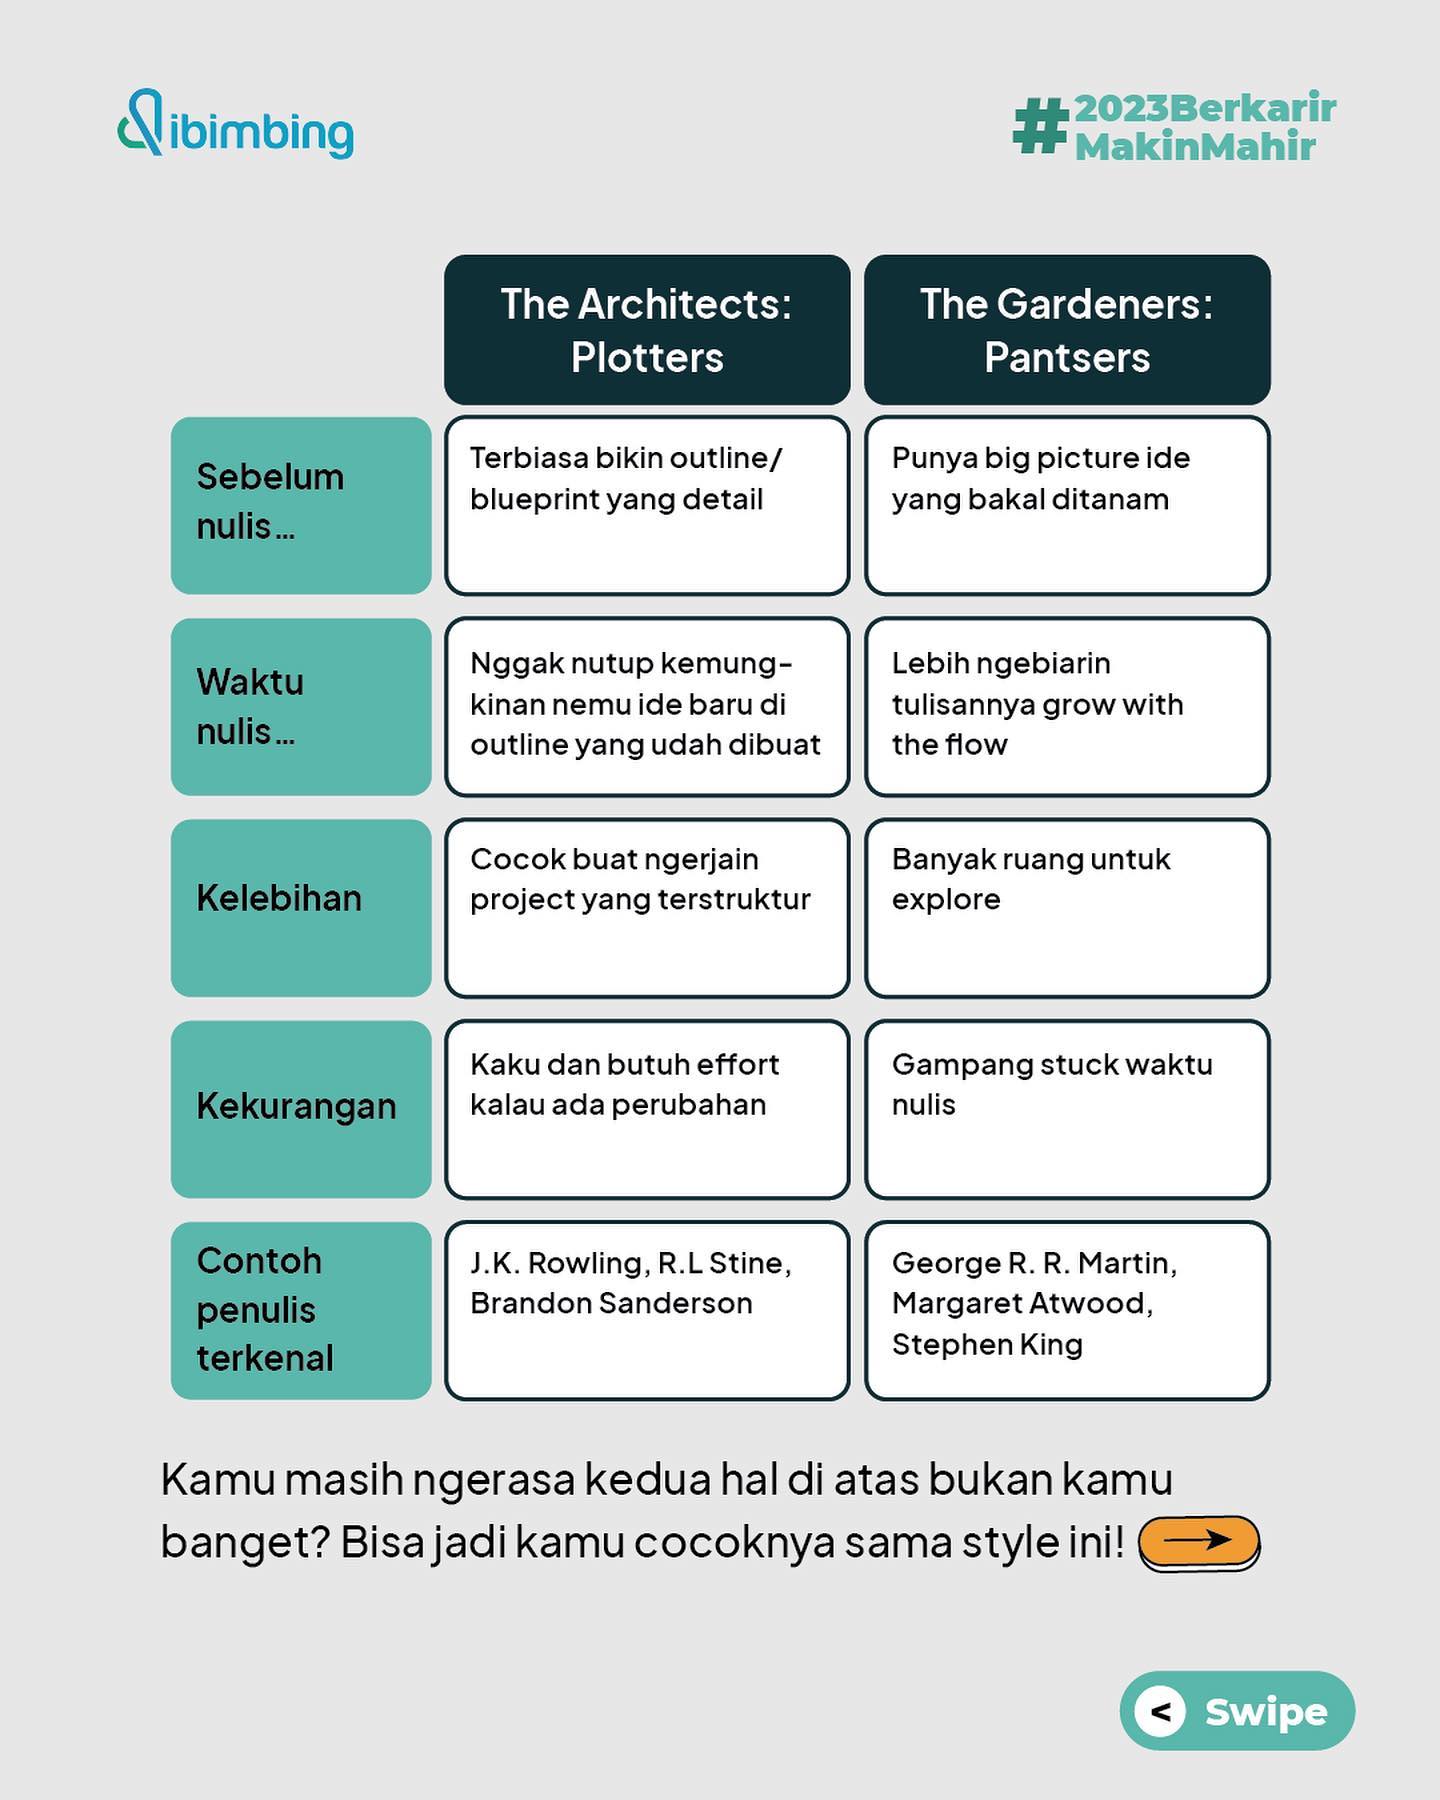 dibimbing
#2023Berkarir
MakinMahir
The Architects:
Plotters
The Gardeners:
Pantsers
Sebelum
nulis...
Terbiasa bikin outline/
blueprint yang detail
Punya big picture ide
yang bakal ditanam
Waktu
nulis...
Nggak nutup kemung-
kinan nemu ide baru di
outline yang udah dibuat
Lebih ngebiarin
tulisannya grow with
the flow
Kelebihan
Cocok buat ngerjain
project yang terstruktur
Banyak ruang untuk
explore
Kekurangan
Kaku dan butuh effort
kalau ada perubahan
Gampang stuck waktu
nulis
Contoh
penulis
terkenal
J.K. Rowling, R.L Stine,
Brandon Sanderson
George R. R. Martin,
Margaret Atwood,
Stephen King
Kamu masih ngerasa kedua hal di atas bukan kamu
banget? Bisa jadi kamu cocoknya sama style ini!
< Swipe